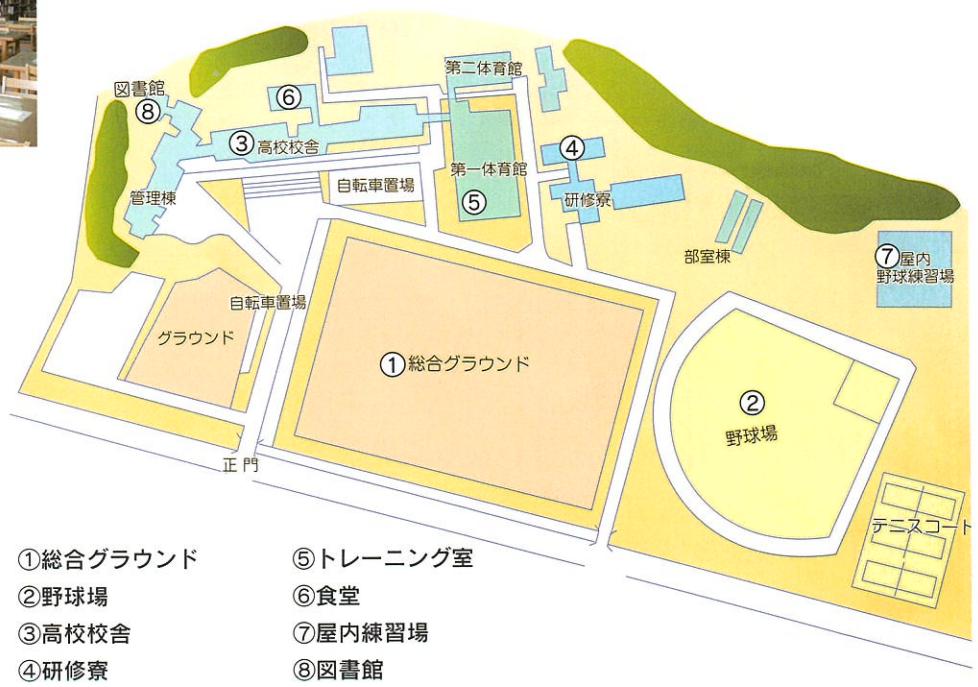 第二体育館
図書館
⑧
⑥
③高校校舎
第一体育館
④
管理棟
自転車置場
⑤
研修寮
部室棟
⑦屋内
野球練習場
自転車置場
グラウンド
①総合グラウンド
②
野球場
正門
テニスコート
①総合グラウンド
②野球場
③高校校舎
④研修寮
⑤トレーニング室
⑥食堂
⑦屋内練習場
⑧図書館